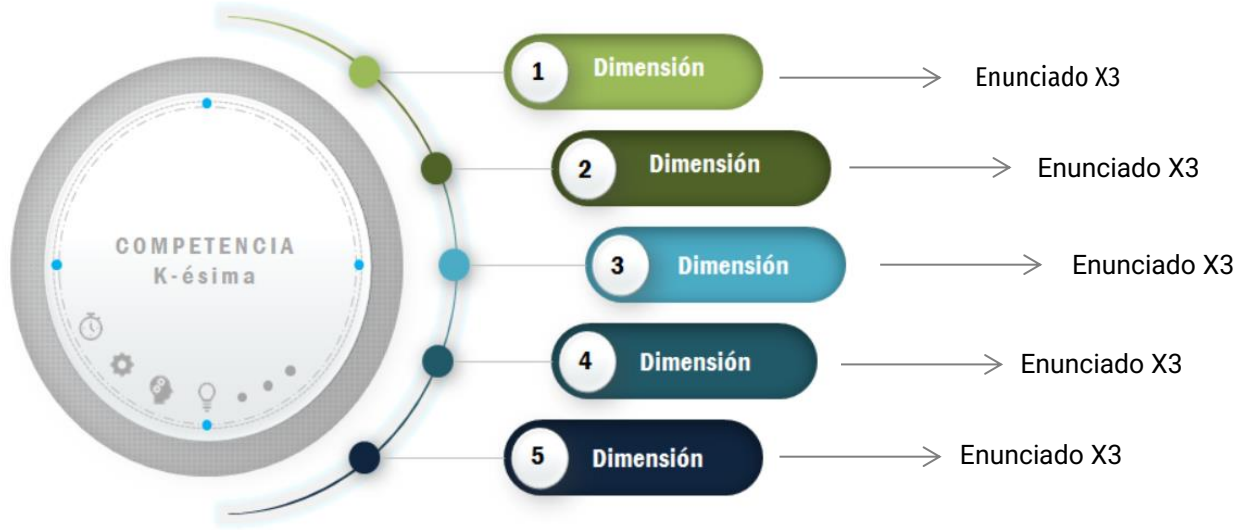 COMPETENCIA
K-ésima
1 Dimensión Enunciado X3
2 Dimensión Enunciado X3
3 Dimensión Enunciado X3
4 Dimensión Enunciado X3
5 Dimensión Enunciado X3